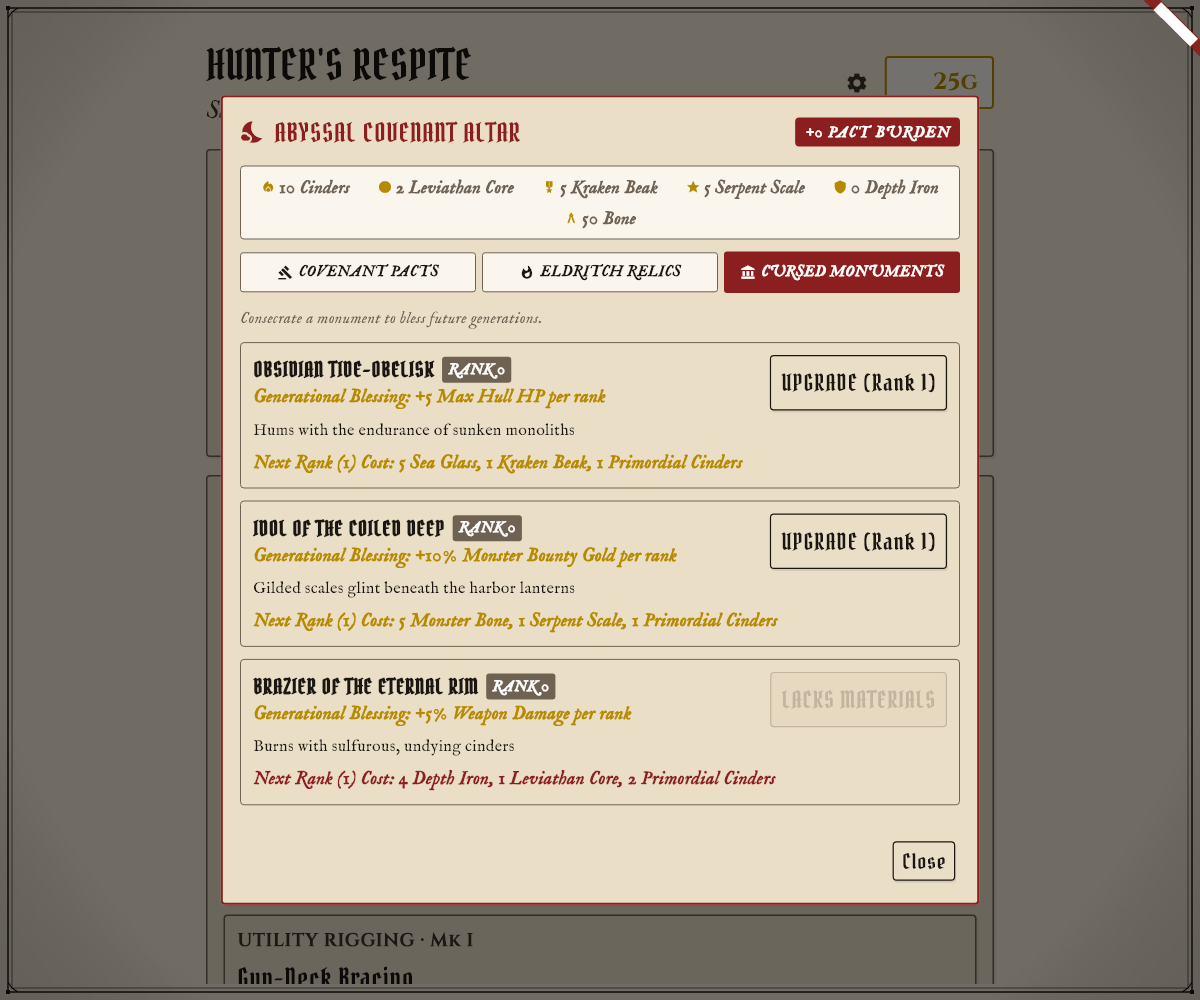 HUNTER'S RESPITE
25G
ABYSSAL COVENANT ALTAR
+0 PACT BURDEN
10 Cinders 2 Leviathan Core 5 Kraken Beak 5 Serpent Scale 0 Depth Iron
50 Bone
COVENANT PACTS ELDRITCH RELICS CURSED MONUMENTS
Consecrate a monument to bless future generations.
OBSIDIAN TIDE-OBELISK RANK 0
UPGRADE (Rank 1)
Generational Blessing: +5 Max Hull HP per rank
Hums with the endurance of sunken monoliths
Next Rank (1) Cost: 5 Sea Glass, 1 Kraken Beak, 1 Primordial Cinders
IDOL OF THE COILED DEEP RANK 0
UPGRADE (Rank 1)
Generational Blessing: +10% Monster Bounty Gold per rank
Gilded scales glint beneath the harbor lanterns
Next Rank (1) Cost: 5 Monster Bone, 1 Serpent Scale, 1 Primordial Cinders
BRAZIER OF THE ETERNAL RIM RANK 0
LACKS MATERIALS
Generational Blessing: +5% Weapon Damage per rank
Burns with sulfurous, undying cinders
Next Rank (1) Cost: 4 Depth Iron, 1 Leviathan Core, 2 Primordial Cinders
Close
UTILITY RIGGING · Mk I
Gun-Deck Bracing